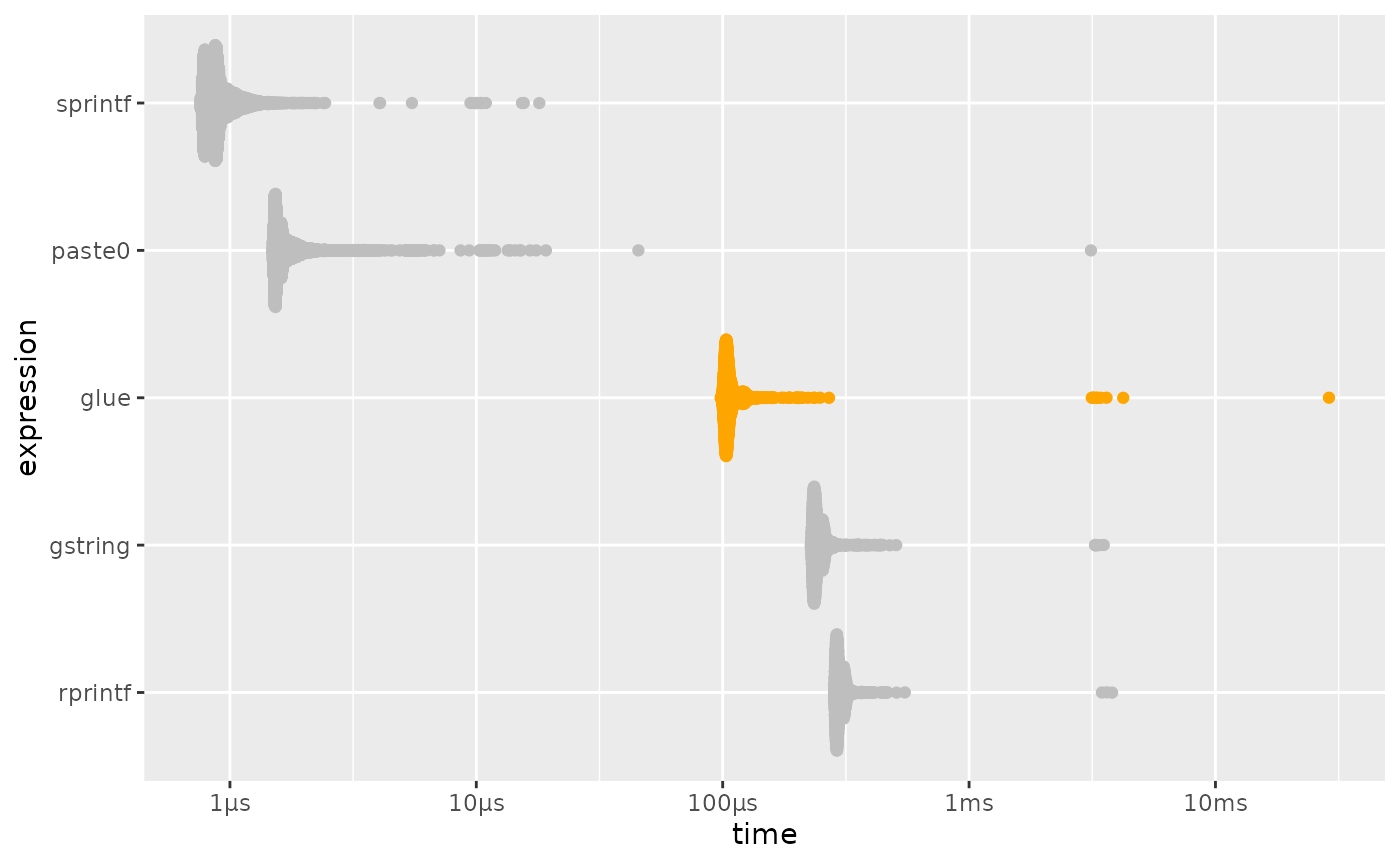 sprintf
paste0
glue
gstring
rprintf
expression
1µs
10µs
100µs
1ms
10ms
time